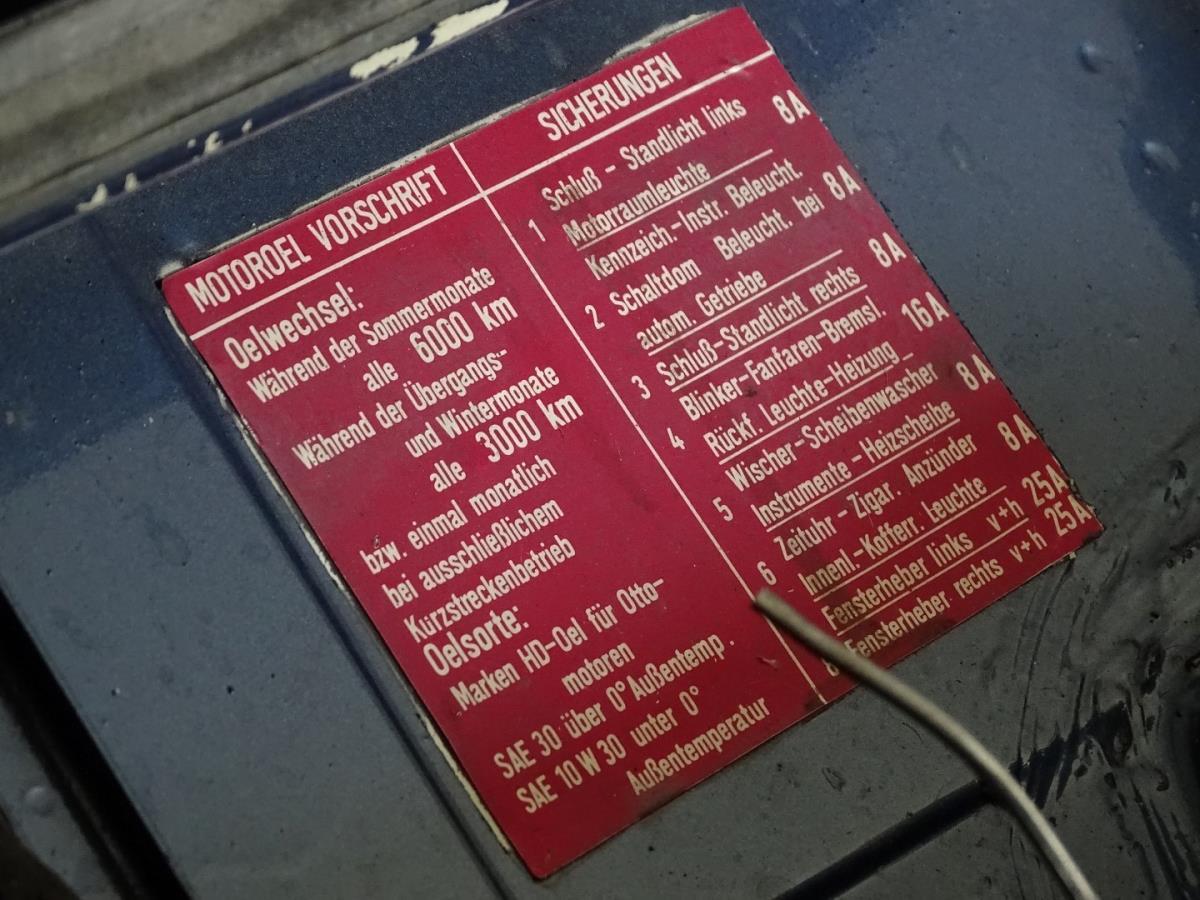 MOTOROEL VORSCHRIFT
Oelwechsel:
Während der Sommermonate
alle 6000 km
Während der Übergangs-
und Wintermonate
alle 3000 km
bzw. einmal monatlich
bei ausschließlichem
Kurzstreckenbetrieb
Oelsorte:
Marken HD-Oel für Otto-
motoren
SAE 30 über 0° Außentemp.
SAE 10 W 30 unter 0°
Außentemperatur
SICHERUNGEN
1 Schluß - Standlicht links 8A
Motorraumleuchte
Kennzeich.-Instr. Beleucht.
2 Schaltdom Beleucht. bei 8A
autom. Getriebe
3 Schluß-Standlicht rechts 8A
Blinker-Fanfaren-Bremsl.
4 Rückf. Leuchte-Heizung 16A
Wischer-Scheibenwascher
5 Instrumente - Heizscheibe 8A
Zeituhr - Zigar. Anzünder
6 Innenl.-Kofferr. Leuchte 8A
Fensterheber links v+h 25A
8 Fensterheber rechts v+h 25A